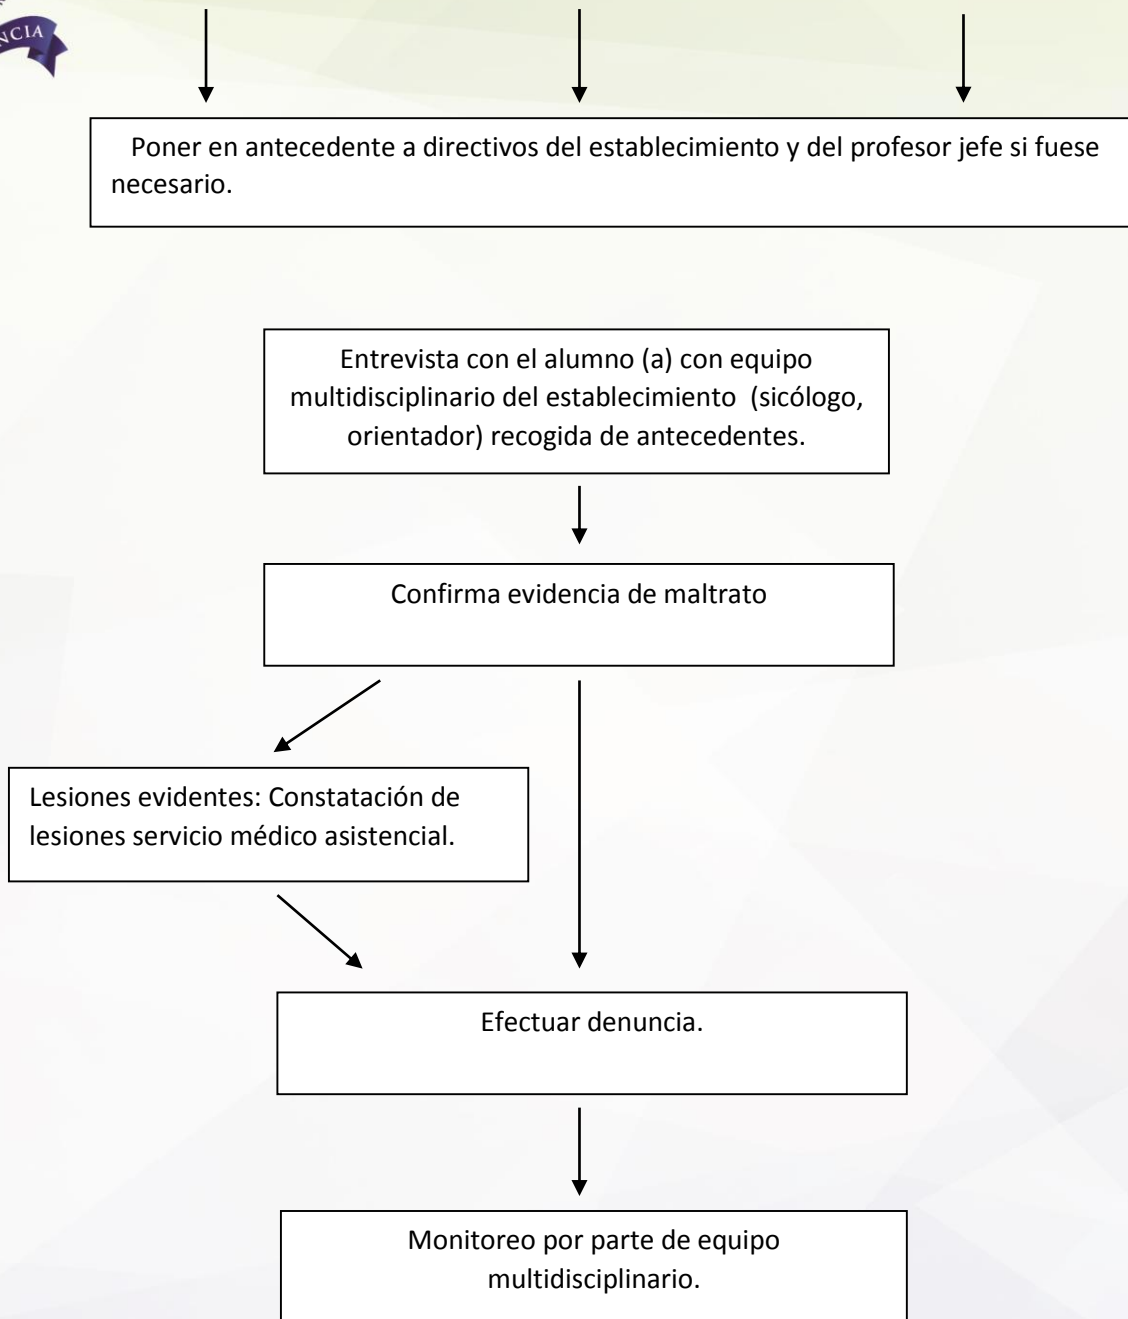 NCIA
Poner en antecedente a directivos del establecimiento y del profesor jefe si fuese
necesario.
Entrevista con el alumno (a) con equipo
multidisciplinario del establecimiento (sicólogo,
orientador) recogida de antecedentes.
Confirma evidencia de maltrato
Lesiones evidentes: Constatación de
lesiones servicio médico asistencial.
Efectuar denuncia.
Monitoreo por parte de equipo
multidisciplinario.